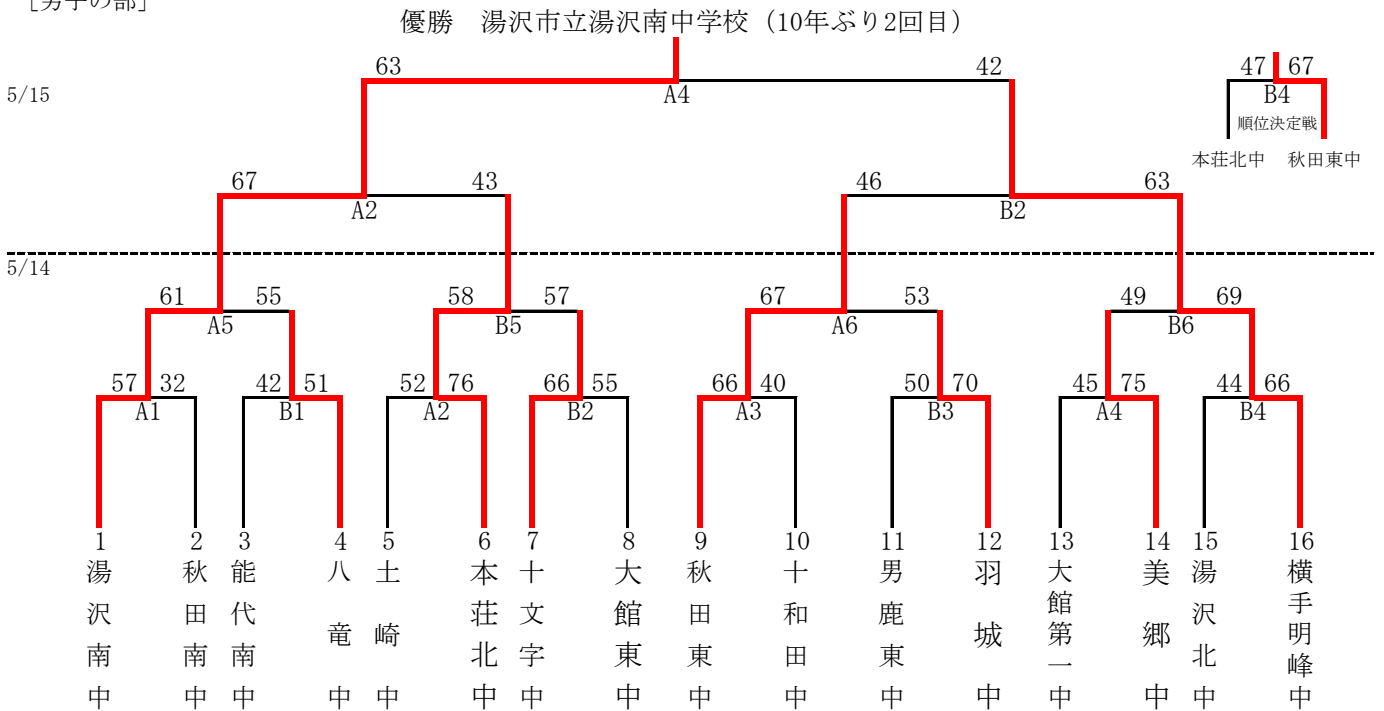 ［男子の部］
優勝　湯沢市立湯沢南中学校（10年ぶり2回目）
63 42
47 67
5/15
A4
B4
順位決定戦
本荘北中 秋田東中
67 43 46 63
A2 B2
5/14
61 55 58 57 67 53 49 69
A5 B5 A6 B6
57 32 42 51 52 76 66 55 66 40 50 70 45 75 44 66
A1 B1 A2 B2 A3 B3 A4 B4
1 2 3 4 5 6 7 8 9 10 11 12 13 14 15 16
湯沢南中
秋田南中
能代南中
八竜中
土崎中
本荘北中
十文字中
大館東中
秋田東中
十和田中
男鹿東中
羽城中
大館第一中
美郷中
湯沢北中
横手明峰中